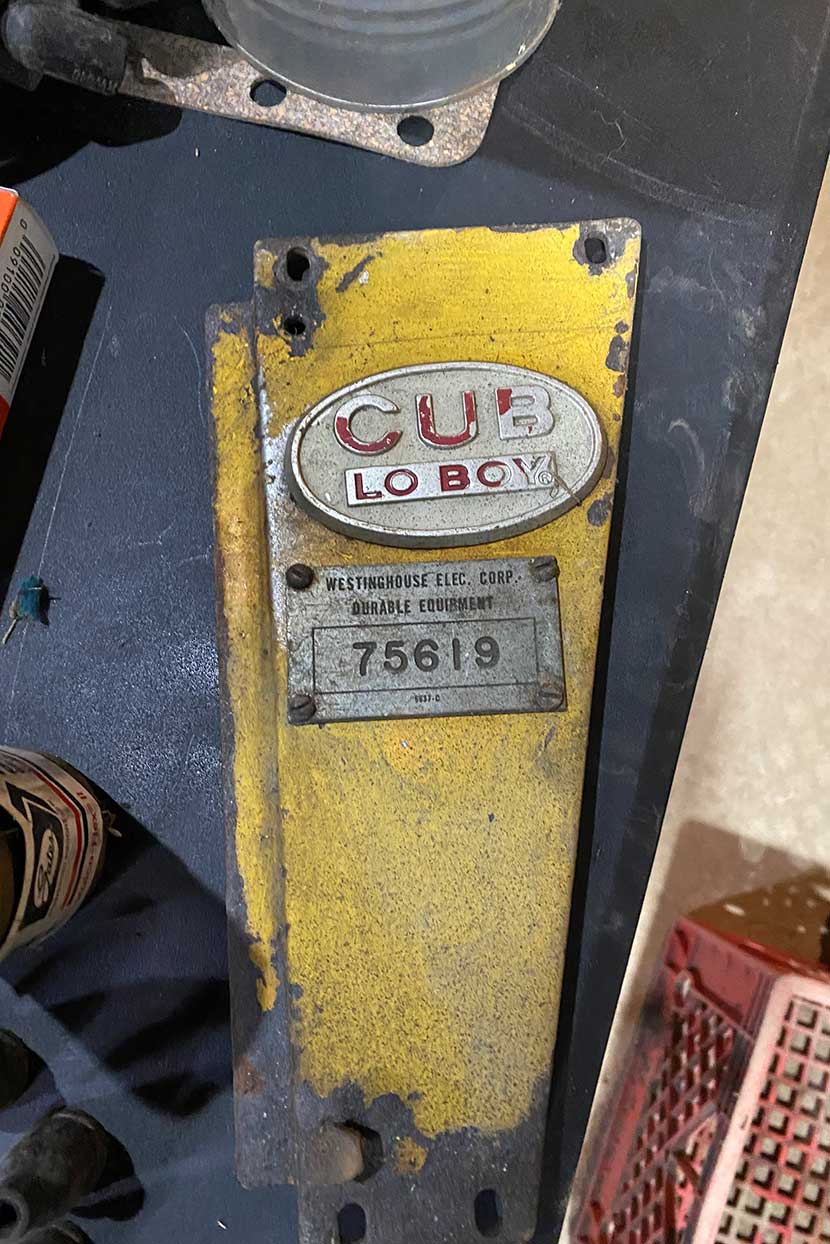 CUB
LO BOY®
WESTINGHOUSE ELEC. CORP.
DURABLE EQUIPMENT
75619